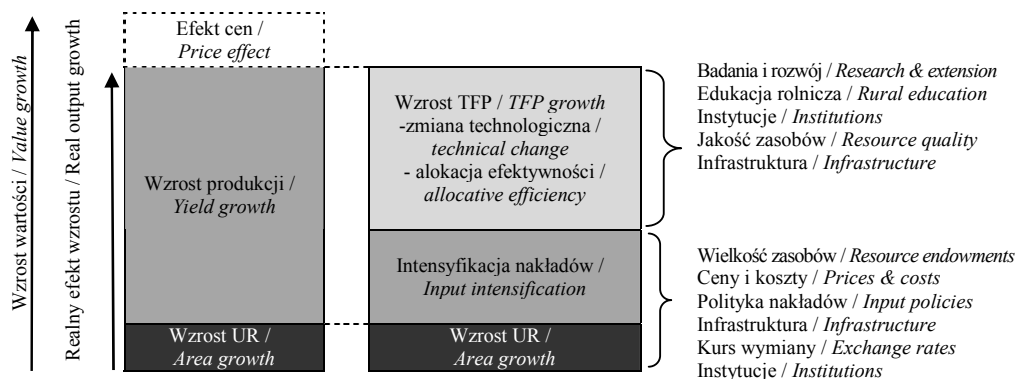 Wzrost wartości / Value growth
Realny efekt wzrostu / Real output growth
Efekt cen /
Price effect
Wzrost produkcji /
Yield growth
Wzrost UR /
Area growth
Wzrost TFP / TFP growth
-zmiana technologiczna /
technical change
- alokacja efektywności /
allocative efficiency
Intensyfikacja nakładów /
Input intensification
Wzrost UR /
Area growth
Badania i rozwój / Research & extension
Edukacja rolnicza / Rural education
Instytucje / Institutions
Jakość zasobów / Resource quality
Infrastruktura / Infrastructure
Wielkość zasobów / Resource endowments
Ceny i koszty / Prices & costs
Polityka nakładów / Input policies
Infrastruktura / Infrastructure
Kurs wymiany / Exchange rates
Instytucje / Institutions